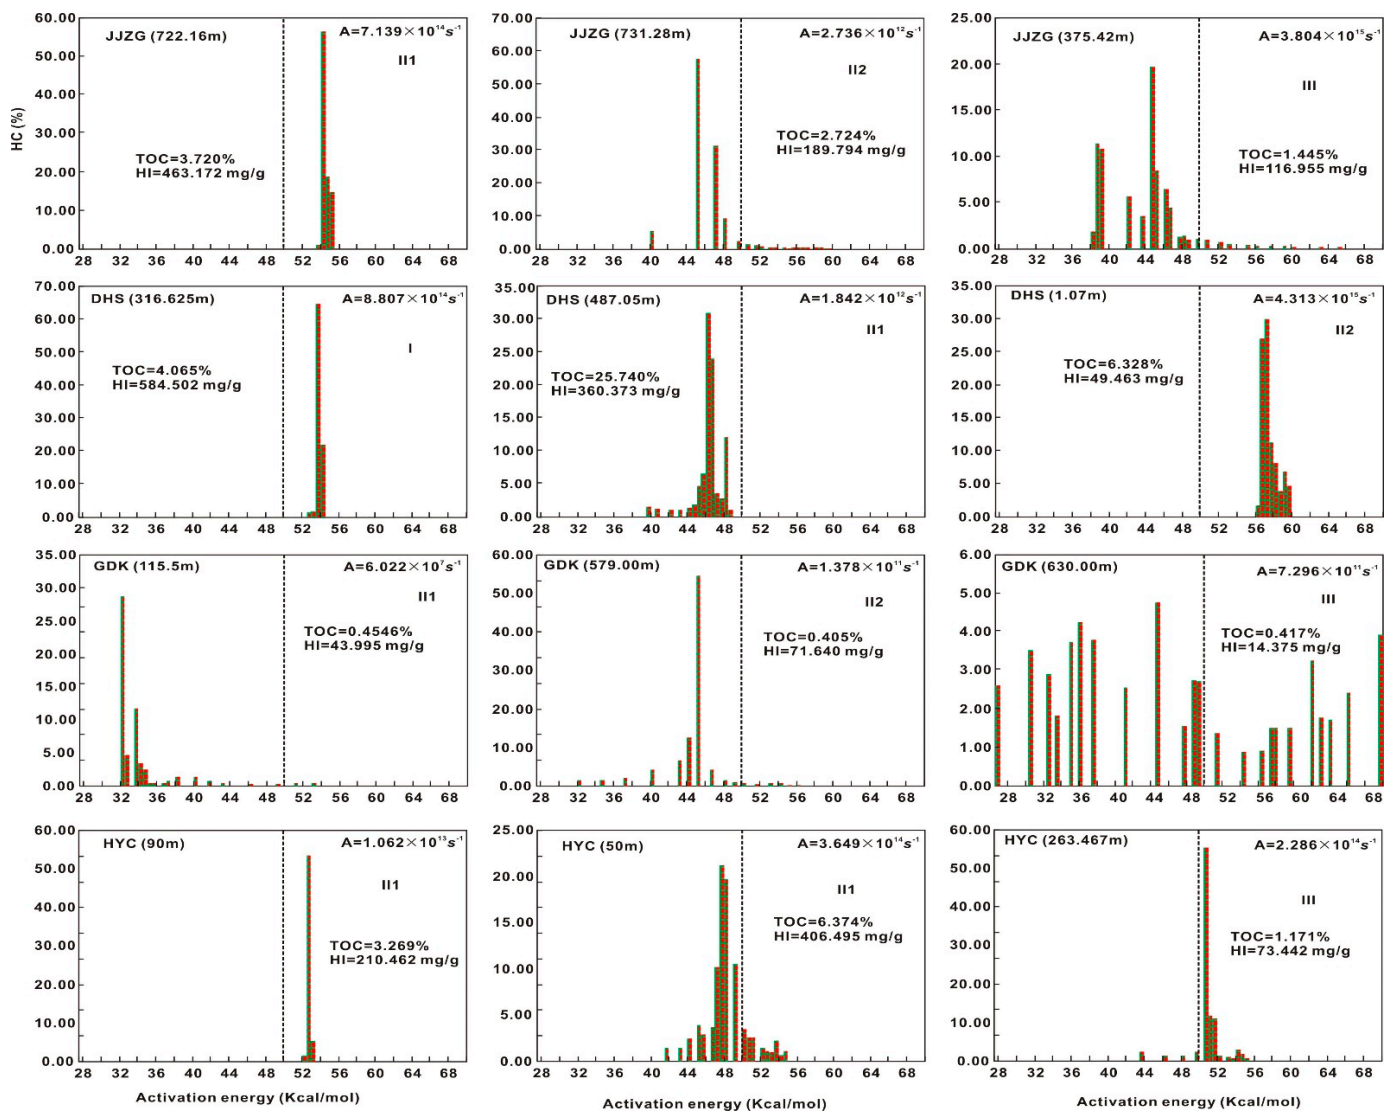 HC (%)
60.00
50.00
40.00
30.00
20.00
10.00
0.00
JJZG (722.16m)
A=7.139×10¹⁴s⁻¹
II1
TOC=3.720%
HI=463.172 mg/g
28 32 36 40 44 48 52 56 60 64 68
70.00
60.00
50.00
40.00
30.00
20.00
10.00
0.00
JJZG (731.28m)
A=2.736×10¹²s⁻¹
II2
TOC=2.724%
HI=189.794 mg/g
28 32 36 40 44 48 52 56 60 64 68
25.00
20.00
15.00
10.00
5.00
0.00
JJZG (375.42m)
A=3.804×10¹⁵s⁻¹
III
TOC=1.445%
HI=116.955 mg/g
28 32 36 40 44 48 52 56 60 64 68
70.00
60.00
50.00
40.00
30.00
20.00
10.00
0.00
DHS (316.625m)
A=8.807×10¹⁴s⁻¹
I
TOC=4.065%
HI=584.502 mg/g
28 32 36 40 44 48 52 56 60 64 68
35.00
30.00
25.00
20.00
15.00
10.00
5.00
0.00
DHS (487.05m)
A=1.842×10¹²s⁻¹
II1
TOC=25.740%
HI=360.373 mg/g
28 32 36 40 44 48 52 56 60 64 68
35.00
30.00
25.00
20.00
15.00
10.00
5.00
0.00
DHS (1.07m)
A=4.313×10¹⁵s⁻¹
II2
TOC=6.328%
HI=49.463 mg/g
28 32 36 40 44 48 52 56 60 64 68
35.00
30.00
25.00
20.00
15.00
10.00
5.00
0.00
GDK (115.5m)
A=6.022×10⁷s⁻¹
II1
TOC=0.4546%
HI=43.995 mg/g
28 32 36 40 44 48 52 56 60 64 68
60.00
50.00
40.00
30.00
20.00
10.00
0.00
GDK (579.00m)
A=1.378×10¹¹s⁻¹
II2
TOC=0.405%
HI=71.640 mg/g
28 32 36 40 44 48 52 56 60 64 68
6.00
5.00
4.00
3.00
2.00
1.00
0.00
GDK (630.00m)
A=7.296×10¹¹s⁻¹
III
TOC=0.417%
HI=14.375 mg/g
28 32 36 40 44 48 52 56 60 64 68
60.00
50.00
40.00
30.00
20.00
10.00
0.00
HYC (90m)
A=1.062×10¹³s⁻¹
II1
TOC=3.269%
HI=210.462 mg/g
28 32 36 40 44 48 52 56 60 64 68
Activation energy (Kcal/mol)
25.00
20.00
15.00
10.00
5.00
0.00
HYC (50m)
A=3.649×10¹⁴s⁻¹
II1
TOC=6.374%
HI=406.495 mg/g
28 32 36 40 44 48 52 56 60 64 68
Activation energy (Kcal/mol)
60.00
50.00
40.00
30.00
20.00
10.00
0.00
HYC (263.467m)
A=2.286×10¹⁴s⁻¹
III
TOC=1.171%
HI=73.442 mg/g
28 32 36 40 44 48 52 56 60 64 68
Activation energy (Kcal/mol)